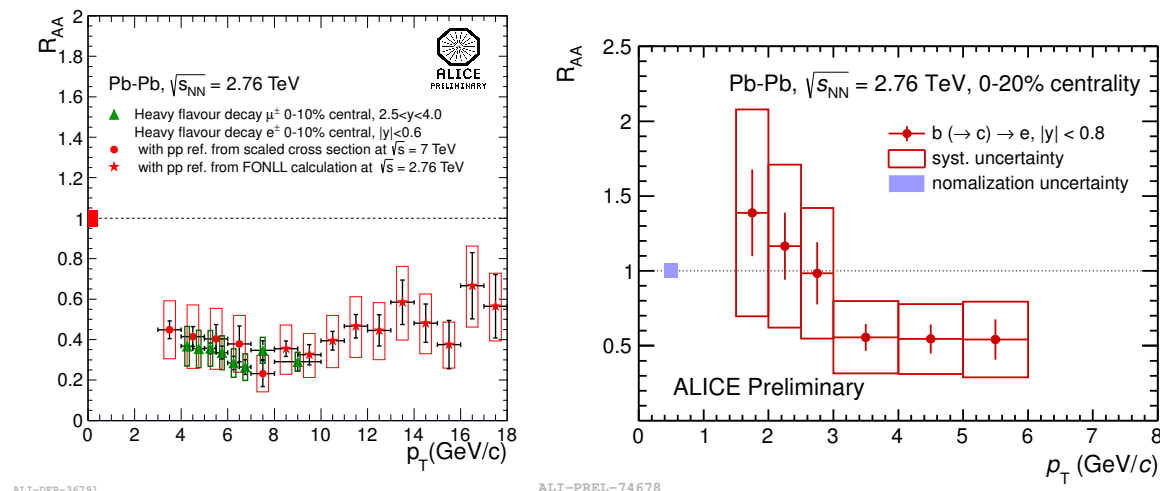 R_AA
2
1.8
1.6
1.4
1.2
1
0.8
0.6
0.4
0.2
0
ALICE
PRELIMINARY
Pb-Pb, √s_NN = 2.76 TeV
Heavy flavour decay μ± 0-10% central, 2.5<y<4.0
Heavy flavour decay e± 0-10% central, |y|<0.6
with pp ref. from scaled cross section at √s = 7 TeV
with pp ref. from FONLL calculation at √s = 2.76 TeV
0 2 4 6 8 10 12 14 16 18
p_T(GeV/c)
ALI-DER-36791
R_AA
2.5
2
1.5
1
0.5
Pb-Pb, √s_NN = 2.76 TeV, 0-20% centrality
b (→ c) → e, |y| < 0.8
syst. uncertainty
nomalization uncertainty
ALICE Preliminary
0 1 2 3 4 5 6 7 8
p_T (GeV/c)
ALI-PREL-74678